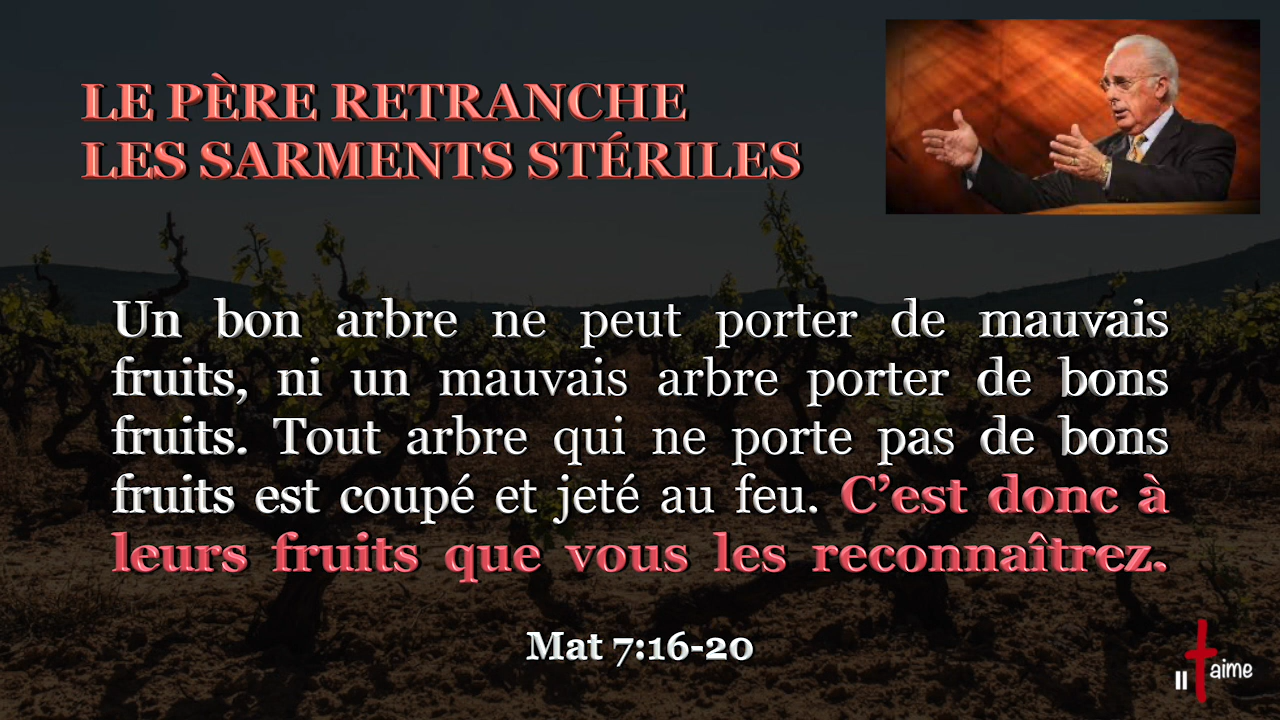 LE PÈRE RETRANCHE
LES SARMENTS STÉRILES
Un bon arbre ne peut porter de mauvais
fruits, ni un mauvais arbre porter de bons
fruits. Tout arbre qui ne porte pas de bons
fruits est coupé et jeté au feu. C’est donc à
leurs fruits que vous les reconnaîtrez.
Mat 7:16-20
Il t aime